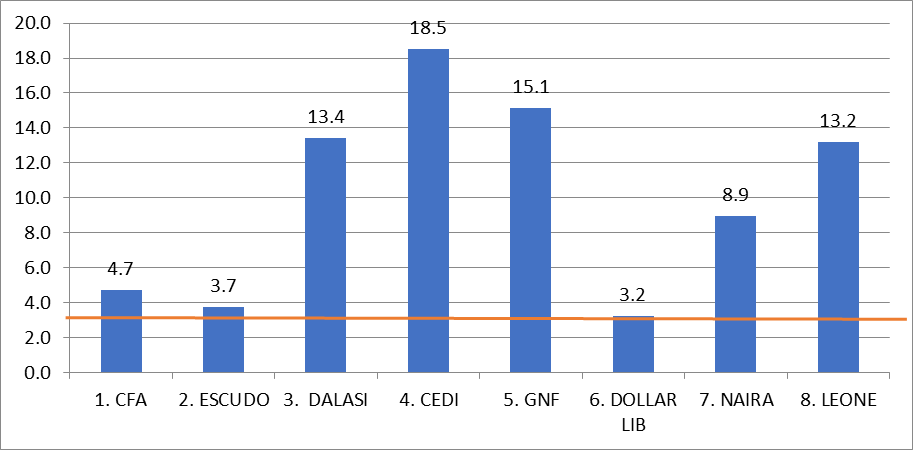 20.0
18.0
16.0
14.0
12.0
10.0
8.0
6.0
4.0
2.0
0.0
4.7
3.7
13.4
18.5
15.1
3.2
8.9
13.2
1. CFA
2. ESCUDO
3. DALASI
4. CEDI
5. GNF
6. DOLLAR
LIB
7. NAIRA
8. LEONE